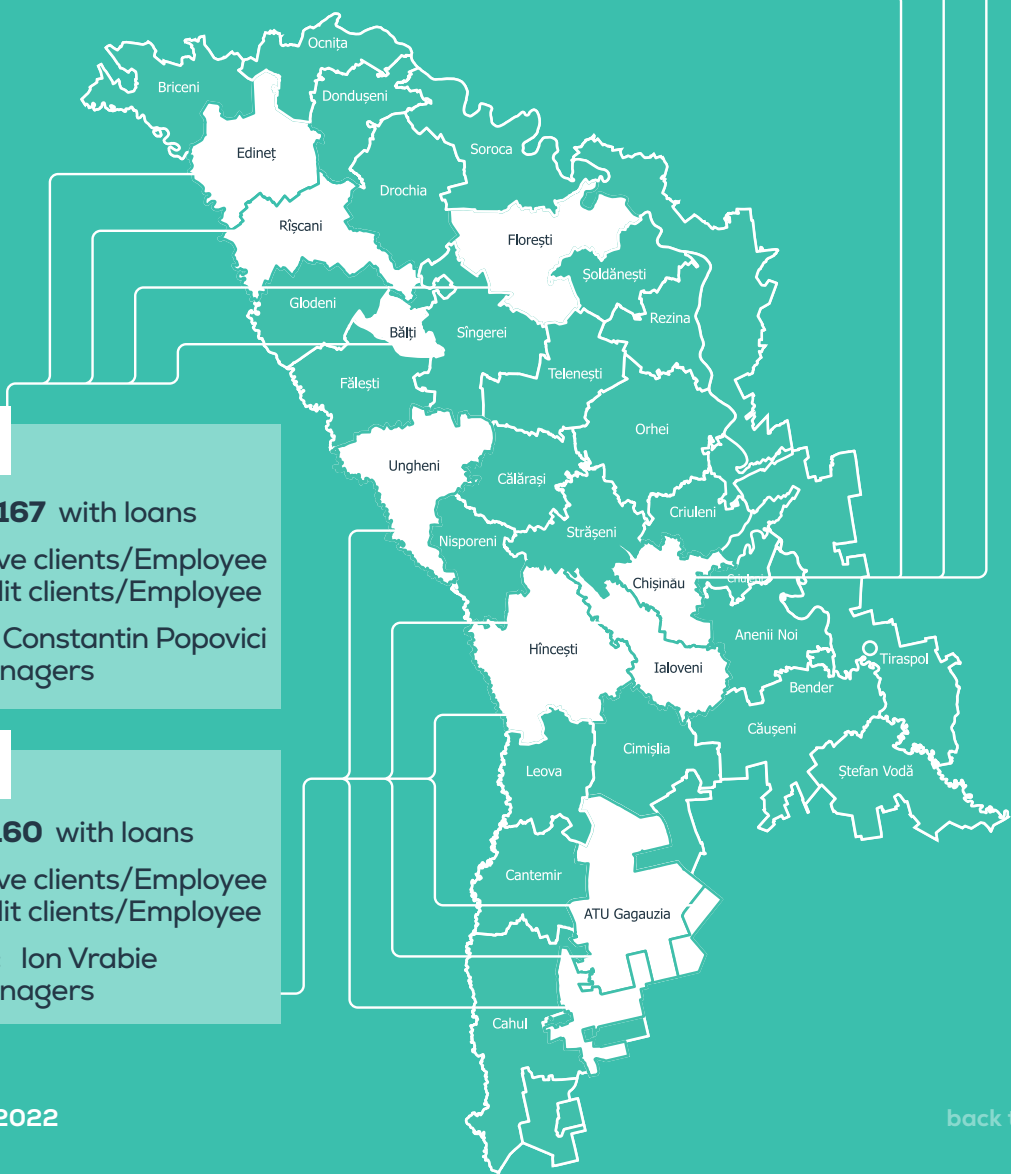 Ocnița
Briceni
Dondușeni
Edineț
Soroca
Drochia
Rîșcani
Florești
Șoldănești
Glodeni
Rezina
Bălți
Sîngerei
Telenești
Fălești
Orhei
Ungheni
Călărași
Criuleni
Strășeni
Nisporeni
Chișinău
Criuleni
Anenii Noi
Hîncești
Ialoveni
Tiraspol
Bender
Căușeni
Cimișlia
Leova
Ștefan Vodă
Cantemir
ATU Gagauzia
Cahul
167 with loans
ve clients/Employee
dit clients/Employee
Constantin Popovici
nagers
160 with loans
ve clients/Employee
dit clients/Employee
Ion Vrabie
nagers
2022
back t